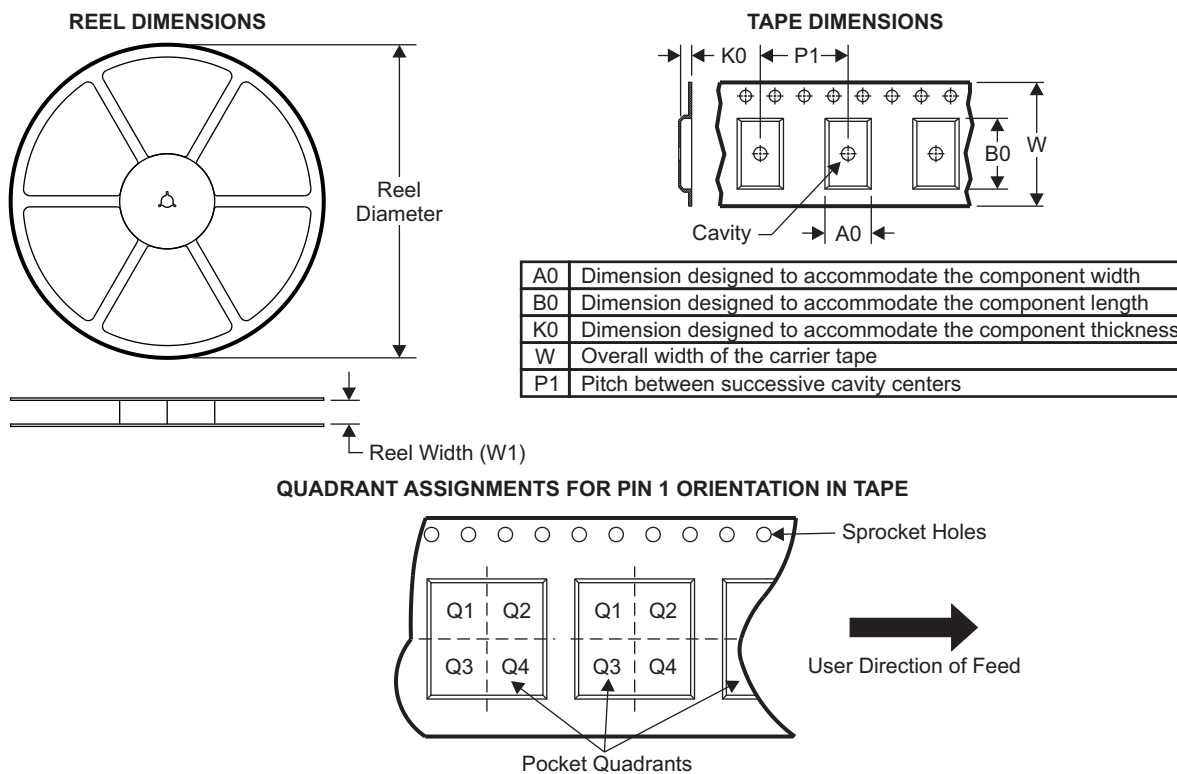 REEL DIMENSIONS
TAPE DIMENSIONS
K0
P1
Reel
Diameter
B0
W
Cavity
A0
A0 Dimension designed to accommodate the component width
B0 Dimension designed to accommodate the component length
K0 Dimension designed to accommodate the component thickness
W Overall width of the carrier tape
P1 Pitch between successive cavity centers
Reel Width (W1)
QUADRANT ASSIGNMENTS FOR PIN 1 ORIENTATION IN TAPE
Sprocket Holes
Q1 Q2 Q1 Q2
Q3 Q4 Q3 Q4
User Direction of Feed
Pocket Quadrants